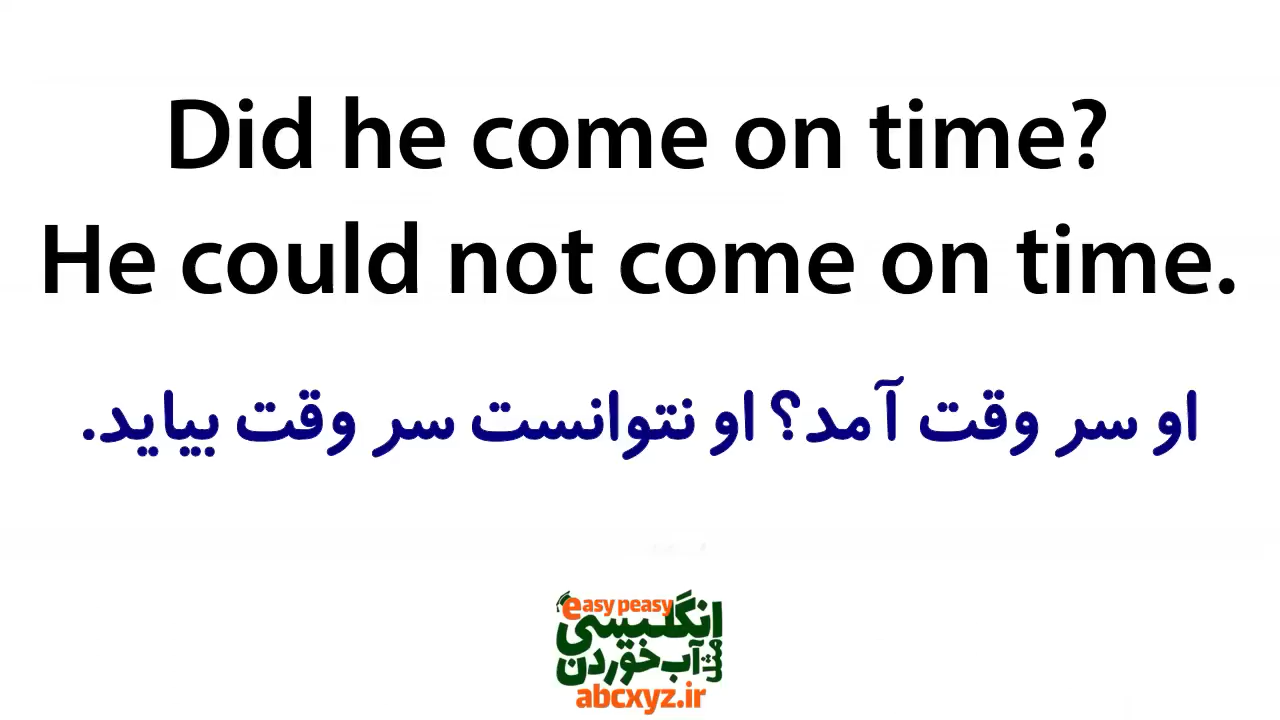 Did he come on time?
He could not come on time.
او سر وقت آمد؟ او نتوانست سر وقت بیاید.
easy peasy
انگلیسی
مثل آب خوردن
abcxyz.ir